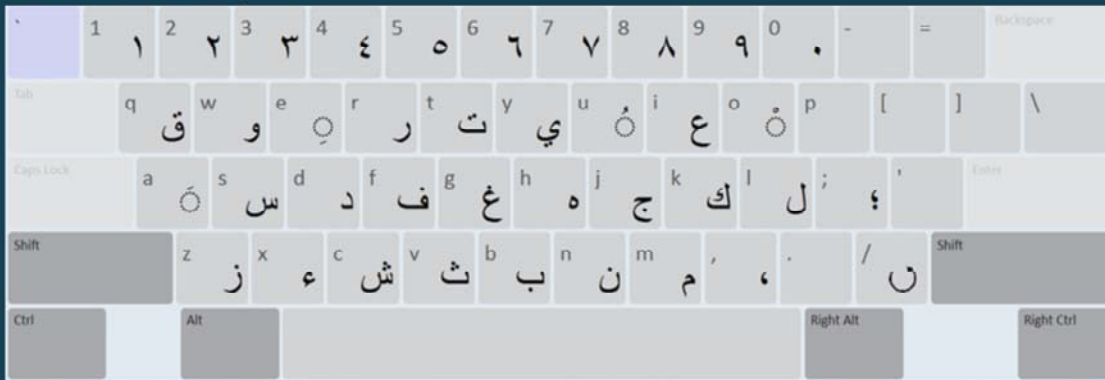 ` 1 ١ 2 ٢ 3 ٣ 4 ٤ 5 ٥ 6 ٦ 7 ٧ 8 ٨ 9 ٩ 0 ٠ - = Backspace
Tab q ق w و e ◌ِ r ر t ت y ي u ◌ُ i ع o ◌ْ p [ ] \
Caps Lock a ◌َ s س d د f ف g غ h ه j ج k ك l ل ; ؛ ' Enter
Shift z ز x ء c ش v ث b ب n ن m م , ، . / Shift
Ctrl Alt Right Alt Right Ctrl